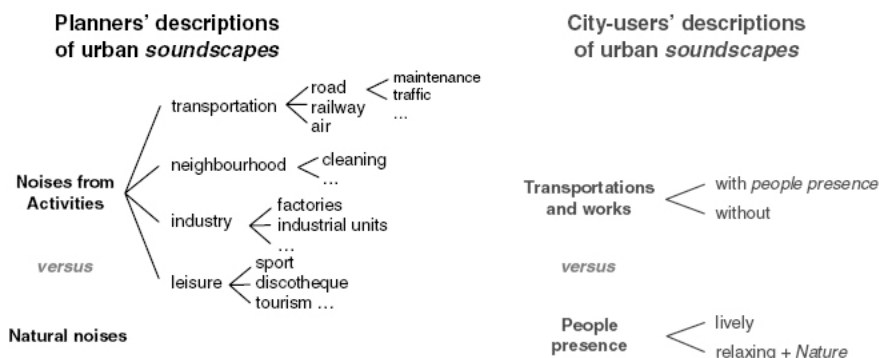 Planners' descriptions
of urban soundscapes
transportation
road
railway
air
maintenance
traffic
...
neighbourhood
cleaning
...
Noises from
Activities
industry
factories
industrial units
...
leisure
sport
discotheque
tourism ...
versus
Natural noises
City-users' descriptions
of urban soundscapes
Transportations
and works
with people presence
without
versus
People
presence
lively
relaxing + Nature